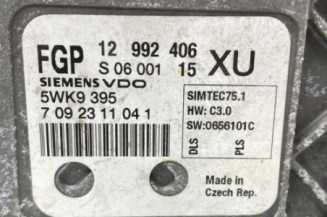 FGP 12 992 406 XU
S 06 001 15
SIEMENS VDO
5WK9 395
7 09 23 11 04 1
SIMTEC75.1
HW: C3.0
SW:0656101C
DLS PLS
Made in
Czech Rep.